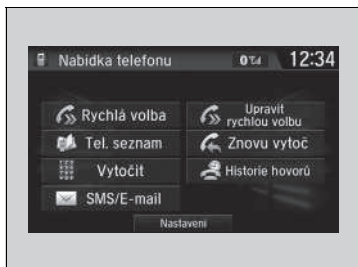 Nabídka telefonu 12:34
Rychlá volba
Upravit
rychlou volbu
Tel. seznam
Znovu vytoč
Vytočit
Historie hovorů
SMS/E-mail
Nastavení